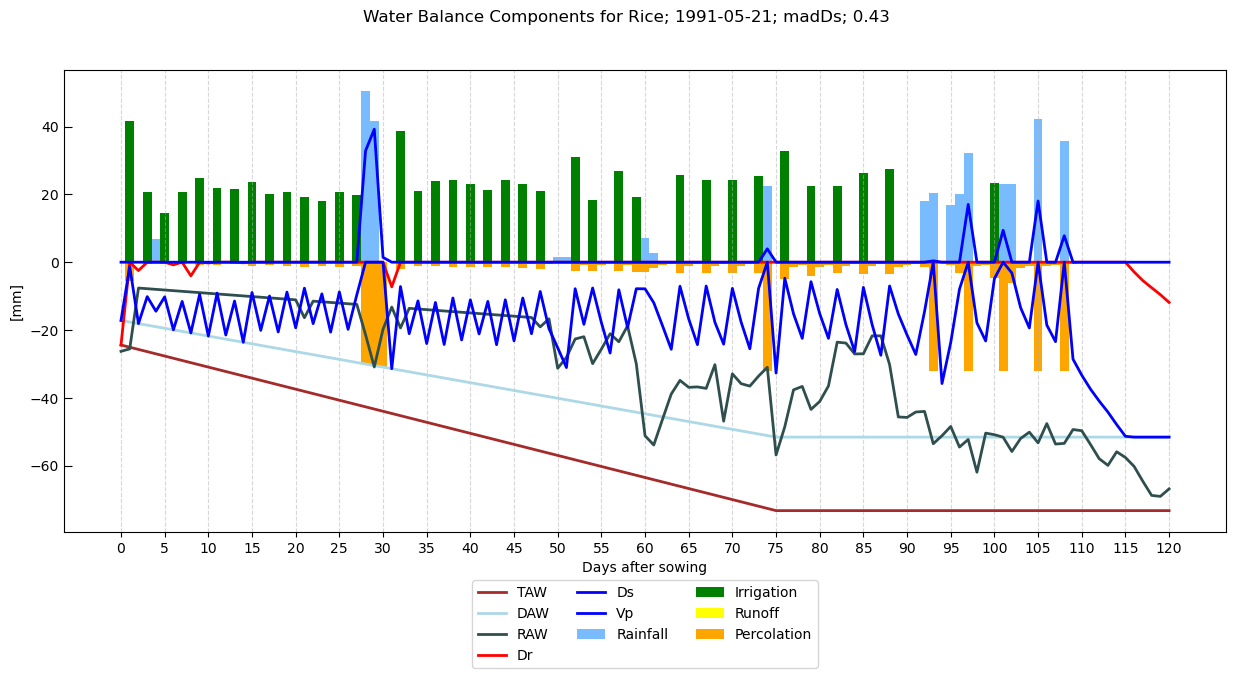 Water Balance Components for Rice; 1991-05-21; madDs; 0.43
[mm]
40
20
0
−20
−40
−60
0 5 10 15 20 25 30 35 40 45 50 55 60 65 70 75 80 85 90 95 100 105 110 115 120
Days after sowing
TAW Ds Irrigation
DAW Vp Runoff
RAW Rainfall Percolation
Dr